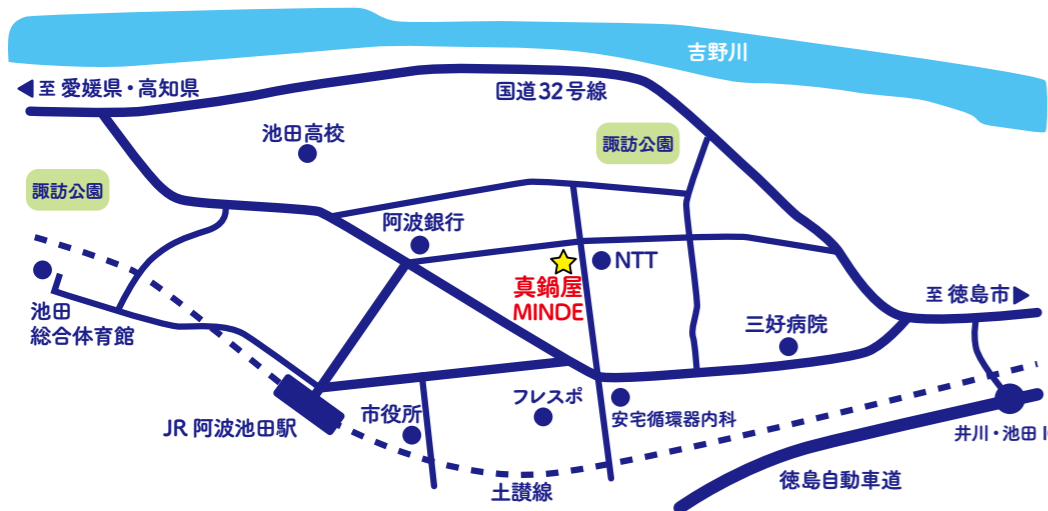 吉野川
至 愛媛県・高知県
国道32号線
池田高校
諏訪公園
諏訪公園
阿波銀行
NTT
真鍋屋
MINDE
至 徳島市
池田
総合体育館
三好病院
フレスポ
市役所
安宅循環器内科
JR 阿波池田駅
井川・池田 I
徳島自動車道
土讃線